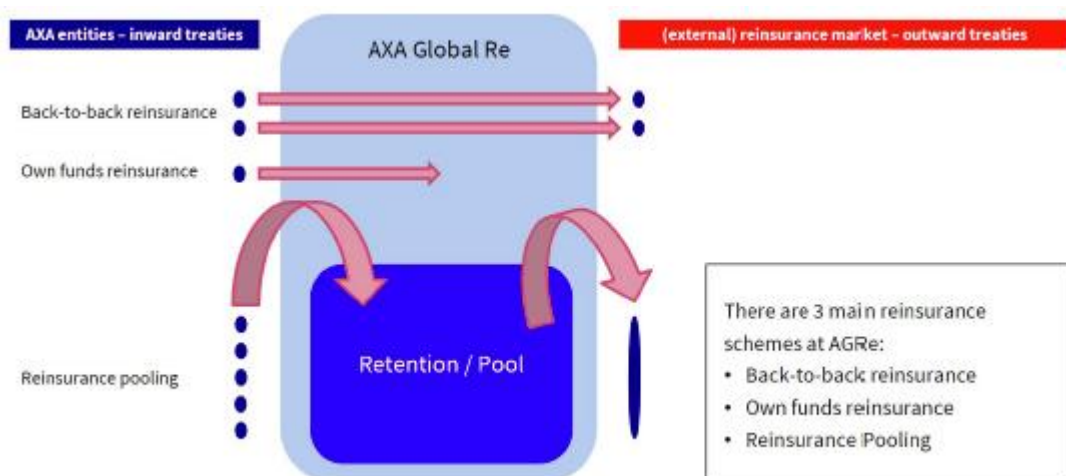 AXA entities – inward treaties
AXA Global Re
(external) reinsurance market – outward treaties
Back-to-back reinsurance
Own funds reinsurance
Retention / Pool
Reinsurance pooling
There are 3 main reinsurance
schemes at AGRe:
• Back-to-back reinsurance
• Own funds reinsurance
• Reinsurance Pooling